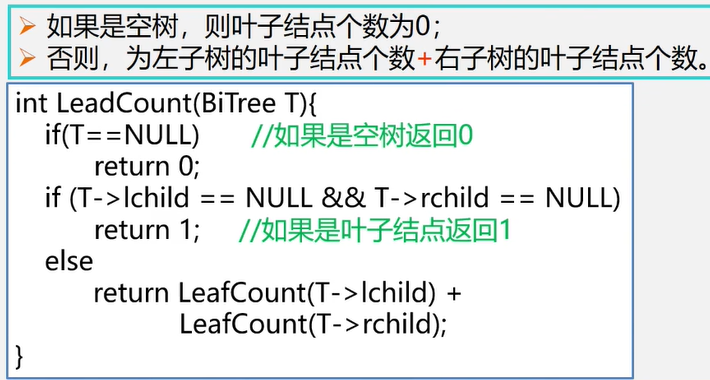 ➢ 如果是空树，则叶子结点个数为0；
➢ 否则，为左子树的叶子结点个数+右子树的叶子结点个数。
int LeadCount(BiTree T){
if(T==NULL) //如果是空树返回0
return 0;
if (T->lchild == NULL && T->rchild == NULL)
return 1; //如果是叶子结点返回1
else
return LeafCount(T->lchild) +
LeafCount(T->rchild);
}